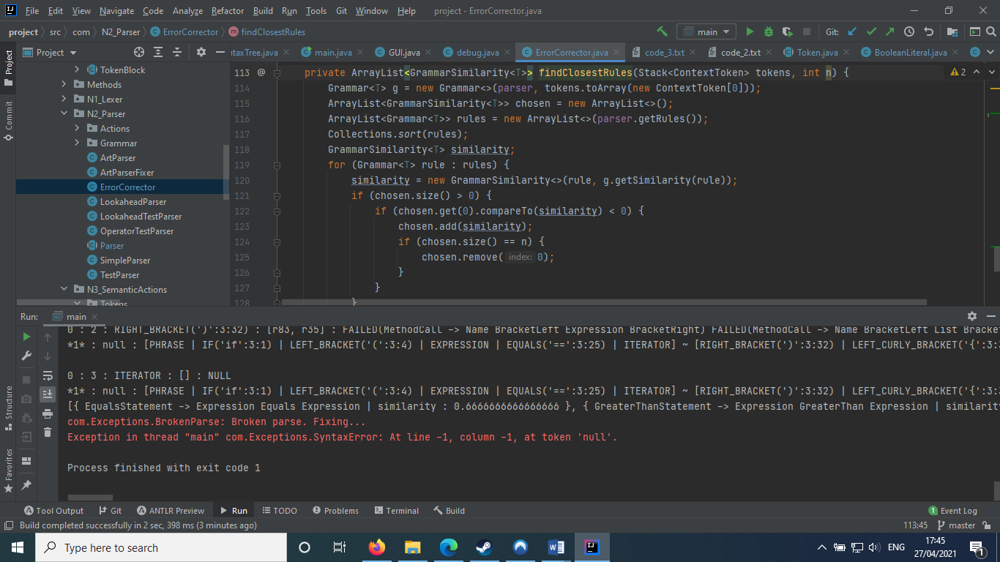 IJ File Edit View Navigate Code Analyze Refactor Build Run Tools Git Window Help project - ErrorCorrector.java
project src com N2_Parser ErrorCorrector findClosestRules main Git:
Project ntaxTree.java main.java GUI.java debug.java ErrorCorrector.java code_3.txt code_2.txt Token.java BooleanLiteral.java
Project
Commit
Structure
Favorites
TokenBlock
Methods
N1_Lexer
N2_Parser
Actions
Grammar
ArtParser
ArtParserFixer
ErrorCorrector
LookaheadParser
LookaheadTestParser
OperatorTestParser
Parser
SimpleParser
TestParser
N3_SemanticActions
Tokens
2
113 @ private ArrayList<GrammarSimilarity<T>> findClosestRules(Stack<ContextToken> tokens, int n) {
114 Grammar<T> g = new Grammar<>(parser, tokens.toArray(new ContextToken[0]));
115 ArrayList<GrammarSimilarity<T>> chosen = new ArrayList<>();
116 ArrayList<Grammar<T>> rules = new ArrayList<>(parser.getRules());
117 Collections.sort(rules);
118 GrammarSimilarity<T> similarity;
119 for (Grammar<T> rule : rules) {
120 similarity = new GrammarSimilarity<>(rule, g.getSimilarity(rule));
121 if (chosen.size() > 0) {
122 if (chosen.get(0).compareTo(similarity) < 0) {
123 chosen.add(similarity);
124 if (chosen.size() == n) {
125 chosen.remove( index: 0);
126 }
127 }
128 }
Run: main
0 : 2 : RIGHT_BRACKET(')':3:32) : [r83, r35] : FAILED(MethodCall -> Name BracketLeft Expression BracketRight) FAILED(MethodCall -> Name BracketLeft List Bracket
*1* : null : [PHRASE | IF('if':3:1) | LEFT_BRACKET('(':3:4) | EXPRESSION | EQUALS('==':3:25) | ITERATOR] ~ [RIGHT_BRACKET(')':3:32) | LEFT_CURLY_BRACKET('{':3:3
0 : 3 : ITERATOR : [] : NULL
*1* : null : [PHRASE | IF('if':3:1) | LEFT_BRACKET('(':3:4) | EXPRESSION | EQUALS('==':3:25) | ITERATOR] ~ [RIGHT_BRACKET(')':3:32) | LEFT_CURLY_BRACKET('{':3:3
[{ EqualsStatement -> Expression Equals Expression | similarity : 0.6666666666666666 }, { GreaterThanStatement -> Expression GreaterThan Expression | similarit
com.Exceptions.BrokenParse: Broken parse. Fixing...
Exception in thread "main" com.Exceptions.SyntaxError: At line -1, column -1, at token 'null'.
Process finished with exit code 1
Tool Output Git ANTLR Preview Run TODO Problems Terminal Build 1 Event Log
Build completed successfully in 2 sec, 398 ms (3 minutes ago) 113:45 master
Type here to search W IJ ENG 17:45
27/04/2021 1